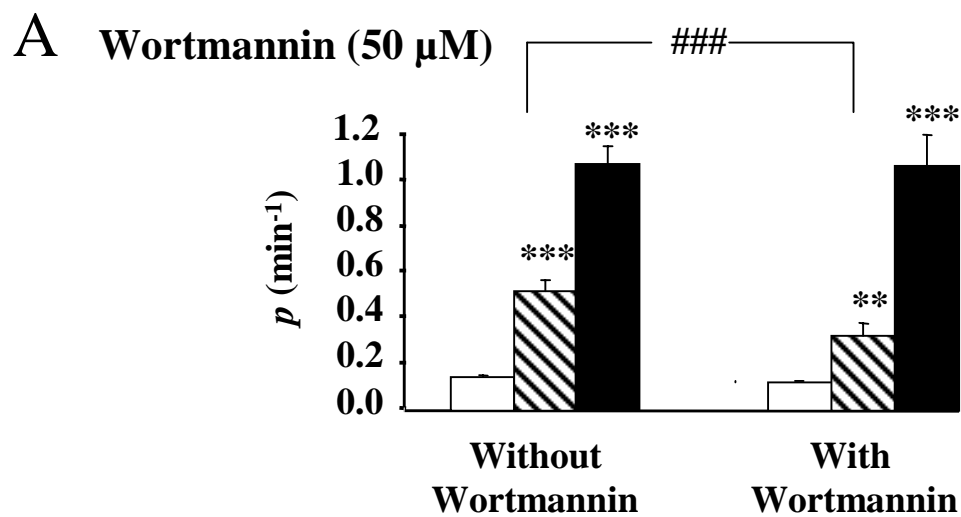 A Wortmannin (50 µM)
###
1.2
1.0
0.8
0.6
0.4
0.2
0.0
p (min-1)
***
***
***
**
Without
Wortmannin
With
Wortmannin